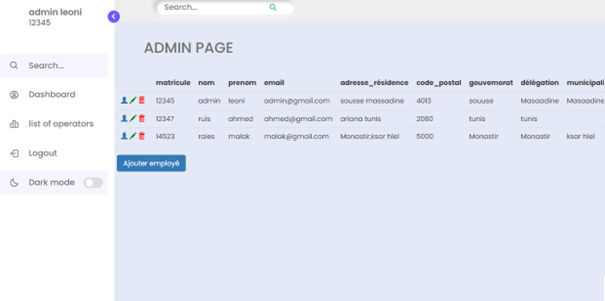 admin leoni
12345
Search...
Dashboard
list of operators
Logout
Dark mode
Search...
ADMIN PAGE
matricule nom prenom email adresse_résidence code_postal gouvernorat délégation municipali
12345 admin leoni admin@gmail.com sousse massadine 4013 souuse Masaadine Masaadine
12347 ruis ahmed ahmed@gmail.com ariana tunis 2080 tunis tunis
14523 raies malak malak@gmail.com Monastir,ksar hlel 5000 Monastir Monastir ksar hlel
Ajouter employé